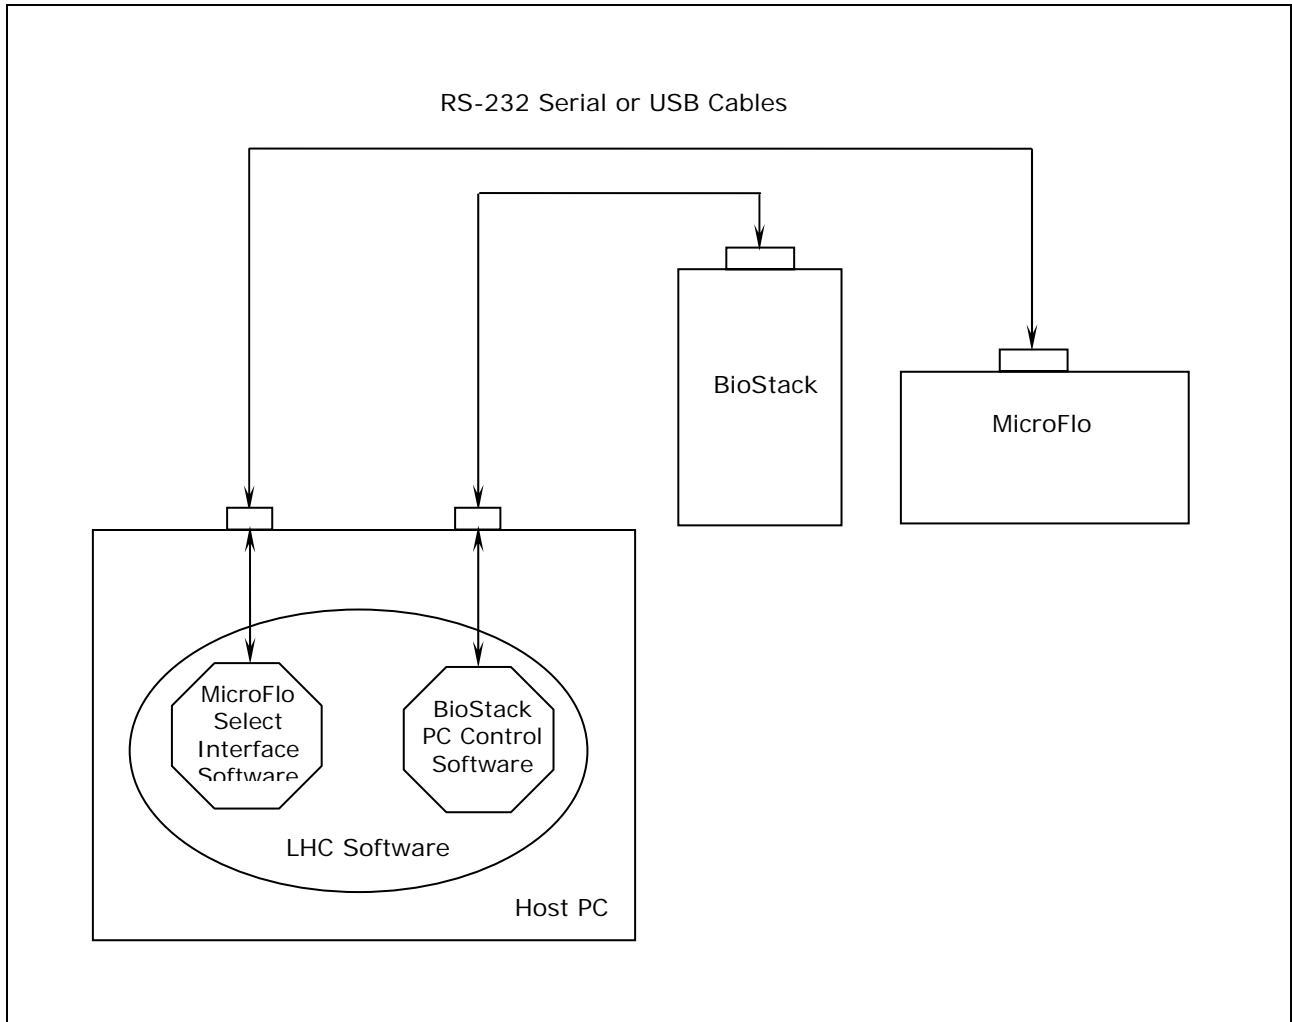 RS-232 Serial or USB Cables
BioStack
MicroFlo
MicroFlo
Select
Interface
Software
BioStack
PC Control
Software
LHC Software
Host PC